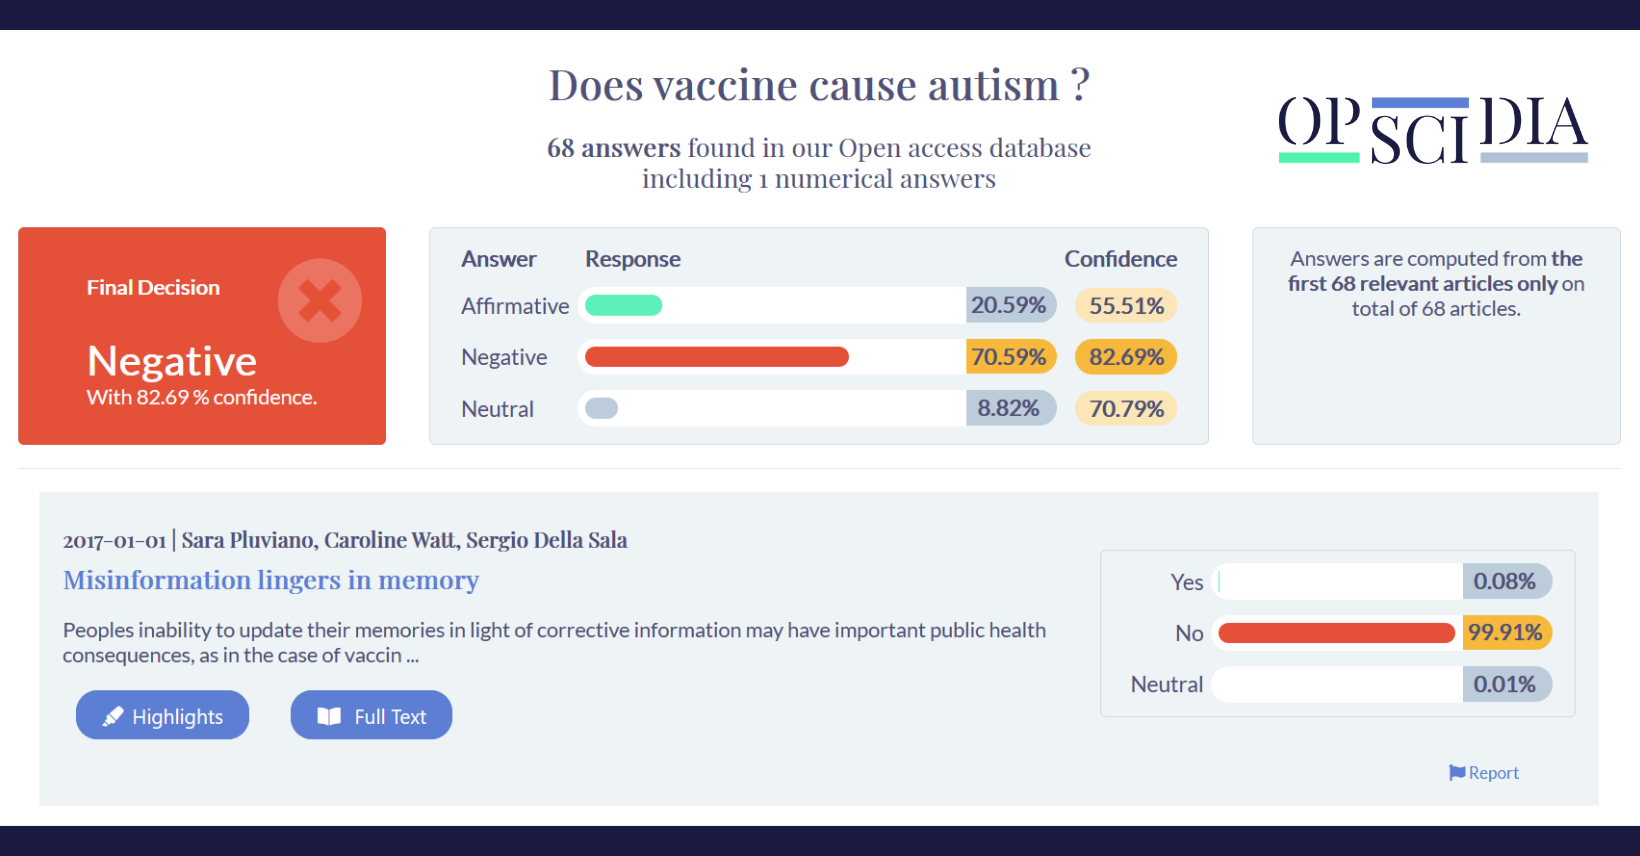 Does vaccine cause autism ?
68 answers found in our Open access database
including 1 numerical answers
OPSCIDIA
Final Decision
Negative
With 82.69 % confidence.
Answer Response Confidence
Affirmative 20.59% 55.51%
Negative 70.59% 82.69%
Neutral 8.82% 70.79%
Answers are computed from the
first 68 relevant articles only on
total of 68 articles.
2017-01-01 | Sara Pluviano, Caroline Watt, Sergio Della Sala
Misinformation lingers in memory
Peoples inability to update their memories in light of corrective information may have important public health
consequences, as in the case of vaccin ...
Highlights Full Text
Yes 0.08%
No 99.91%
Neutral 0.01%
Report